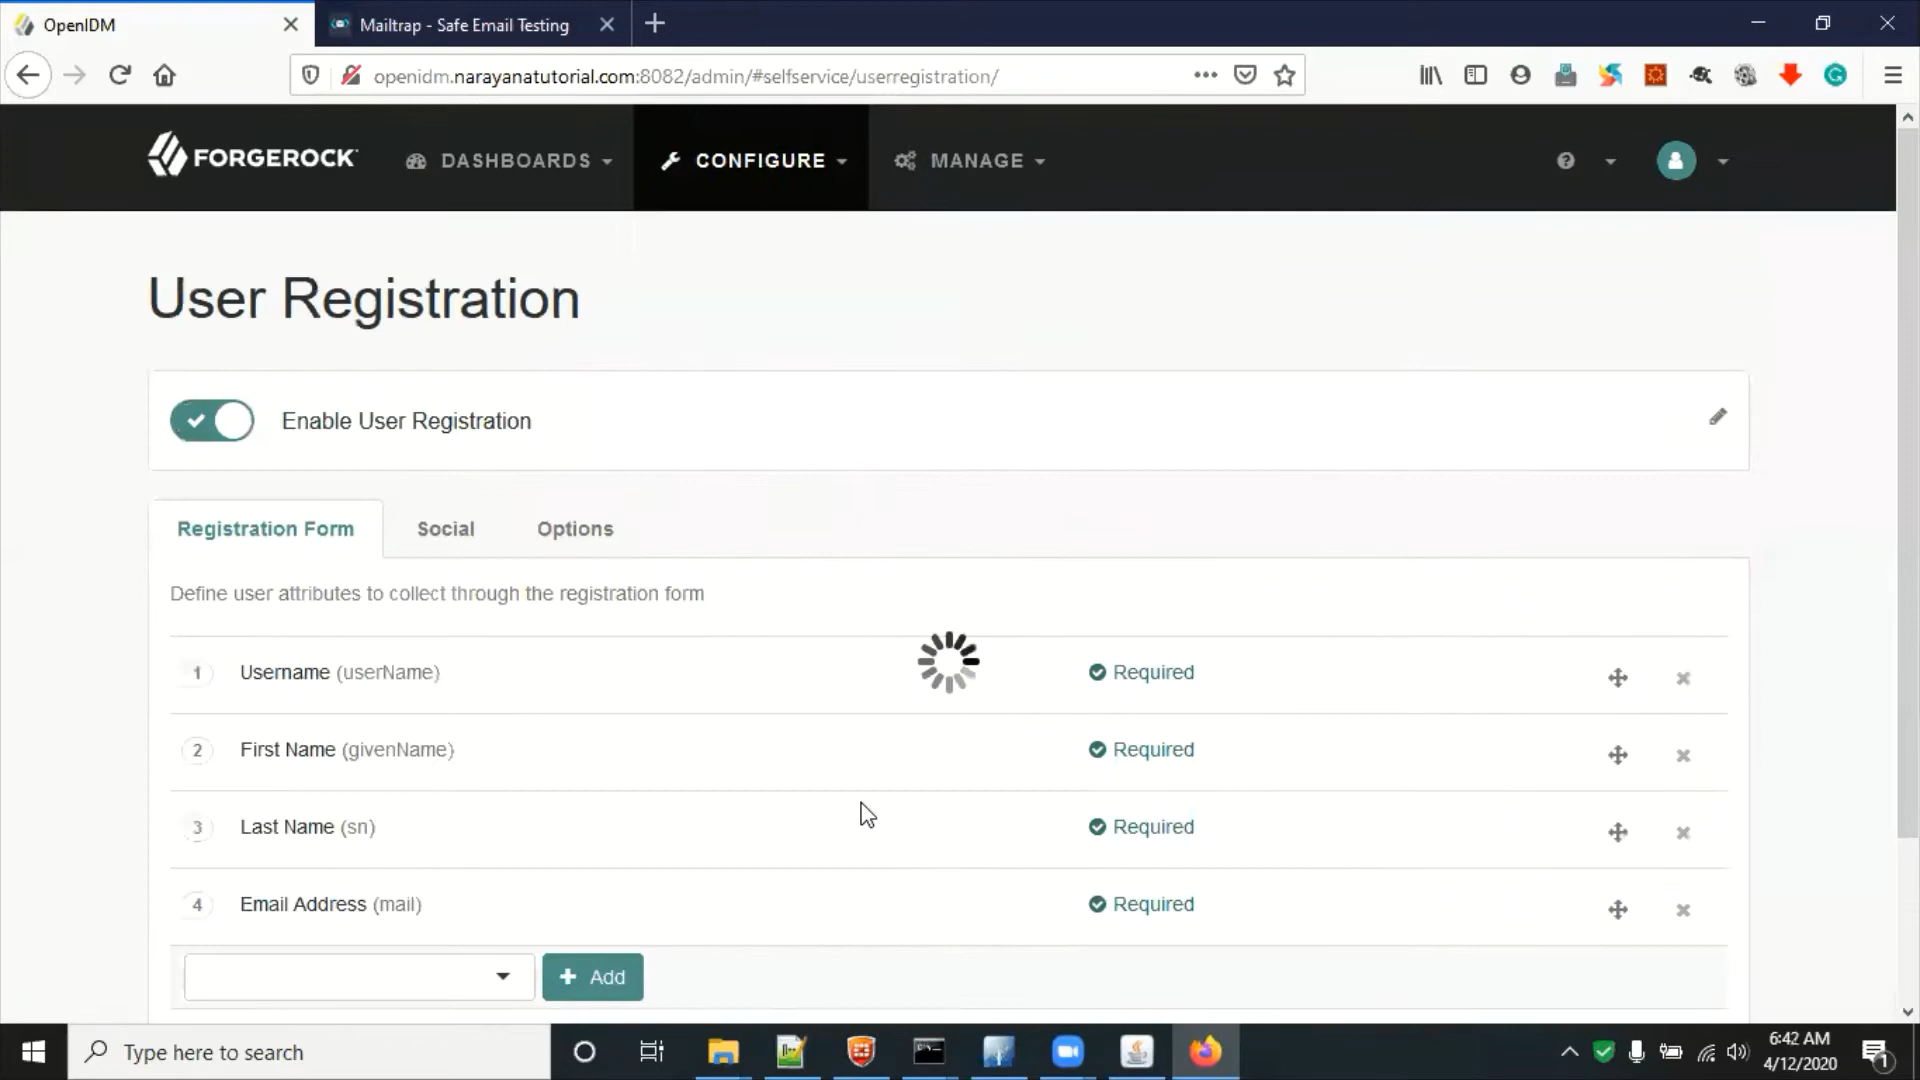 OpenIDM
Mailtrap - Safe Email Testing
openidm.narayanatutorial.com:8082/admin/#selfservice/userregistration/
FORGEROCK
DASHBOARDS
CONFIGURE
MANAGE
User Registration
Enable User Registration
Registration Form
Social
Options
Define user attributes to collect through the registration form
1 Username (userName) Required
2 First Name (givenName) Required
3 Last Name (sn) Required
4 Email Address (mail) Required
+ Add
Type here to search
6:42 AM
4/12/2020
1